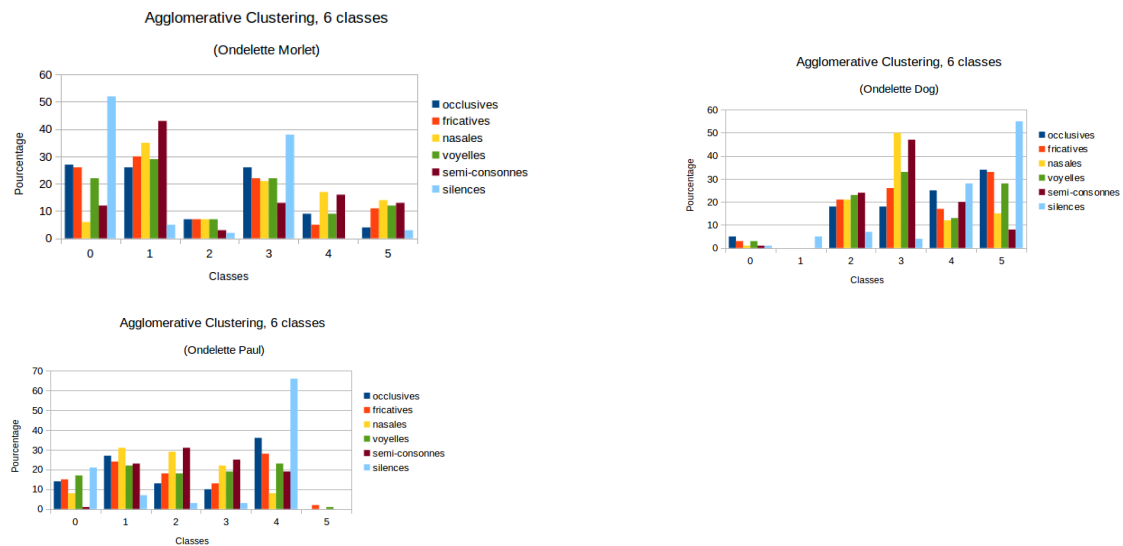 Agglomerative Clustering, 6 classes
(Ondelette Morlet)
Pourcentage
60
50
40
30
20
10
0
0 1 2 3 4 5
Classes
occlusives
fricatives
nasales
voyelles
semi-consonnes
silences
Agglomerative Clustering, 6 classes
(Ondelette Dog)
Pourcentage
60
50
40
30
20
10
0
0 1 2 3 4 5
Classes
occlusives
fricatives
nasales
voyelles
semi-consonnes
silences
Agglomerative Clustering, 6 classes
(Ondelette Paul)
Pourcentage
70
60
50
40
30
20
10
0
0 1 2 3 4 5
Classes
occlusives
fricatives
nasales
voyelles
semi-consonnes
silences